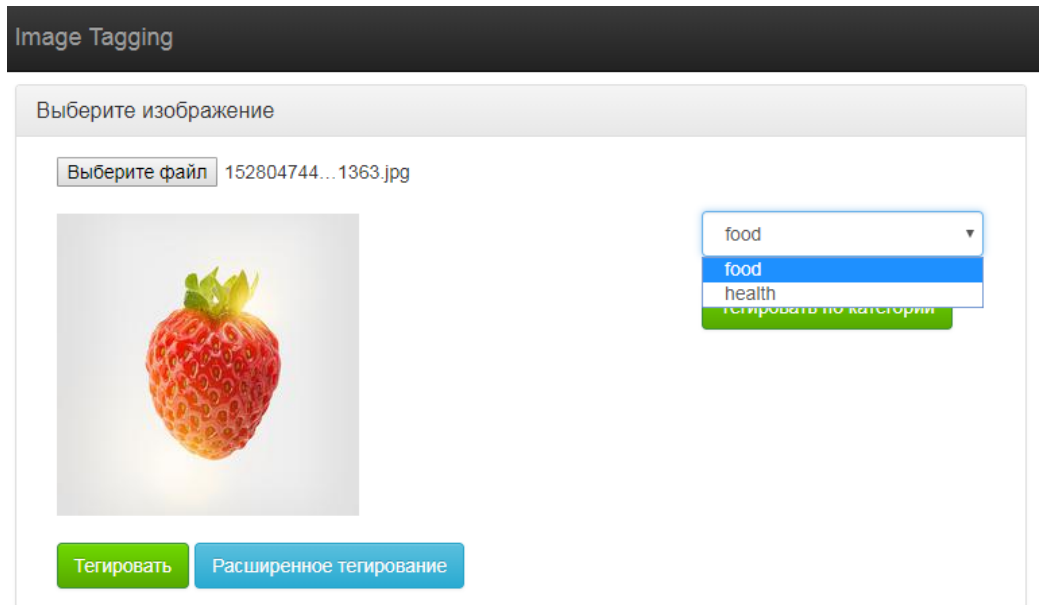 Image Tagging
Выберите изображение
Выберите файл 152804744...1363.jpg
food
food
health
Тегировать по категории
Тегировать Расширенное тегирование